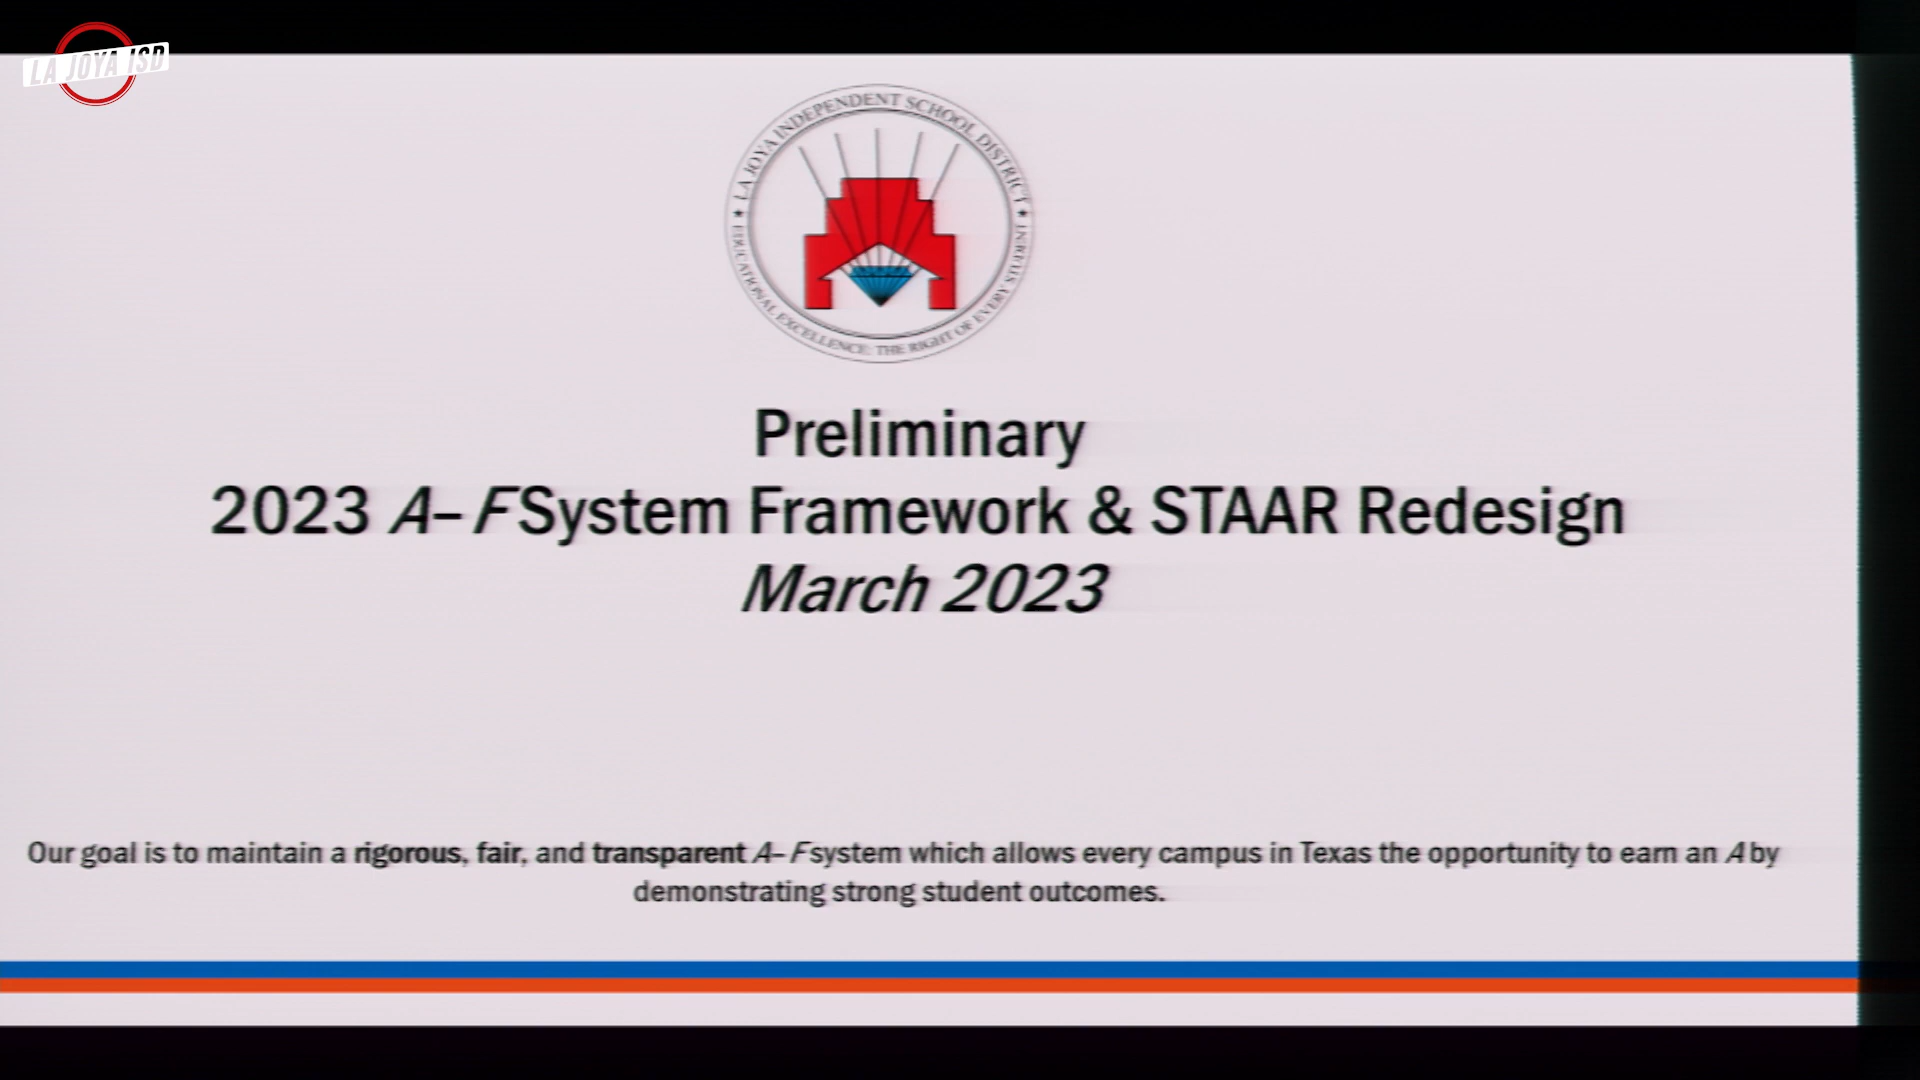 LA JOYA ISD
LA JOYA INDEPENDENT SCHOOL DISTRICT
EDUCATIONAL EXCELLENCE: THE RIGHT OF EVERY
Preliminary
2023 A–F System Framework & STAAR Redesign
March 2023
Our goal is to maintain a rigorous, fair, and transparent A–F system which allows every campus in Texas the opportunity to earn an A by
demonstrating strong student outcomes.